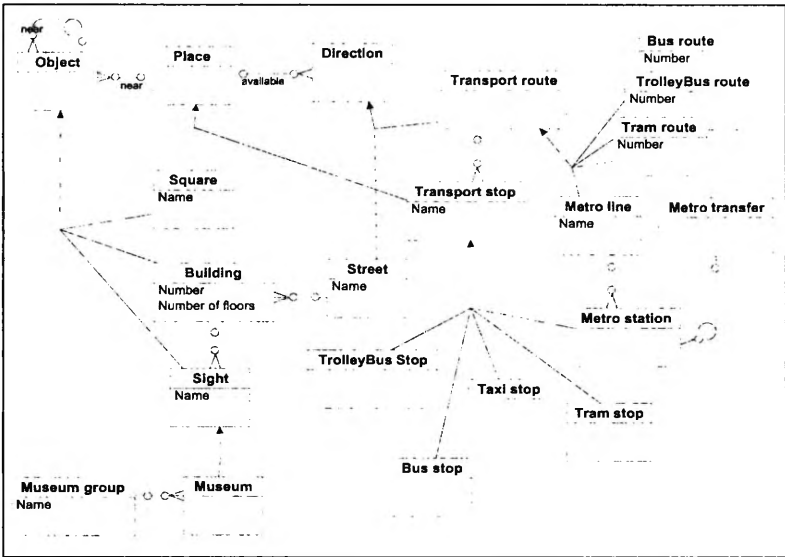 near
Object
near
Place
available
Direction
Transport route
Bus route
Number
TrolleyBus route
Number
Tram route
Number
Square
Name
Transport stop
Name
Metro line
Name
Metro transfer
Building
Number
Number of floors
Street
Name
Metro station
TrolleyBus Stop
Sight
Name
Taxi stop
Tram stop
Bus stop
Museum group
Name
Museum